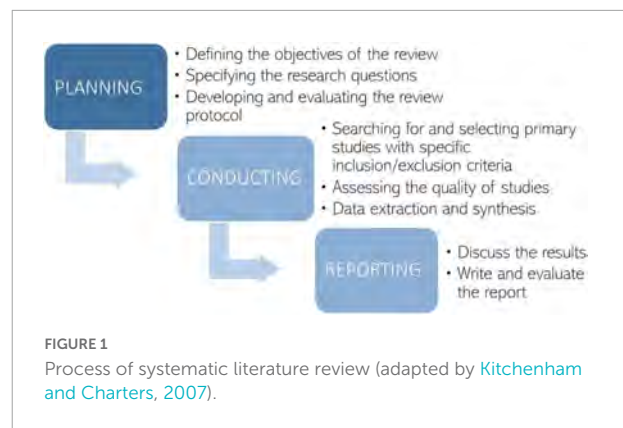 PLANNING
• Defining the objectives of the review
• Specifying the research questions
• Developing and evaluating the review
protocol
CONDUCTING
• Searching for and selecting primary
studies with specific
inclusion/exclusion criteria
• Assessing the quality of studies
• Data extraction and synthesis
REPORTING
• Discuss the results
• Write and evaluate
the report
FIGURE 1
Process of systematic literature review (adapted by Kitchenham
and Charters, 2007).